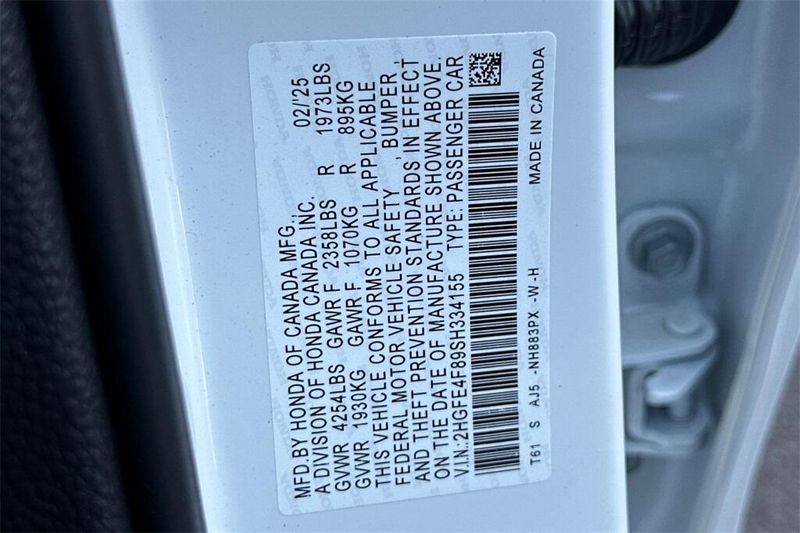 MFD.BY HONDA OF CANADA MFG.,
A DIVISION OF HONDA CANADA INC. 02/'25
GVWR 4254LBS GAWR F 2358LBS R 1973LBS
GVWR 1930KG GAWR F 1070KG R 895KG
THIS VEHICLE CONFORMS TO ALL APPLICABLE
FEDERAL MOTOR VEHICLE SAFETY , BUMPER ,
AND THEFT PREVENTION STANDARDS IN EFFECT
ON THE DATE OF MANUFACTURE SHOWN ABOVE.
V.I.N.:2HGFE4F89SH334155 TYPE: PASSENGER CAR
T61 S AJ5 -NH883PX -W-H MADE IN CANADA